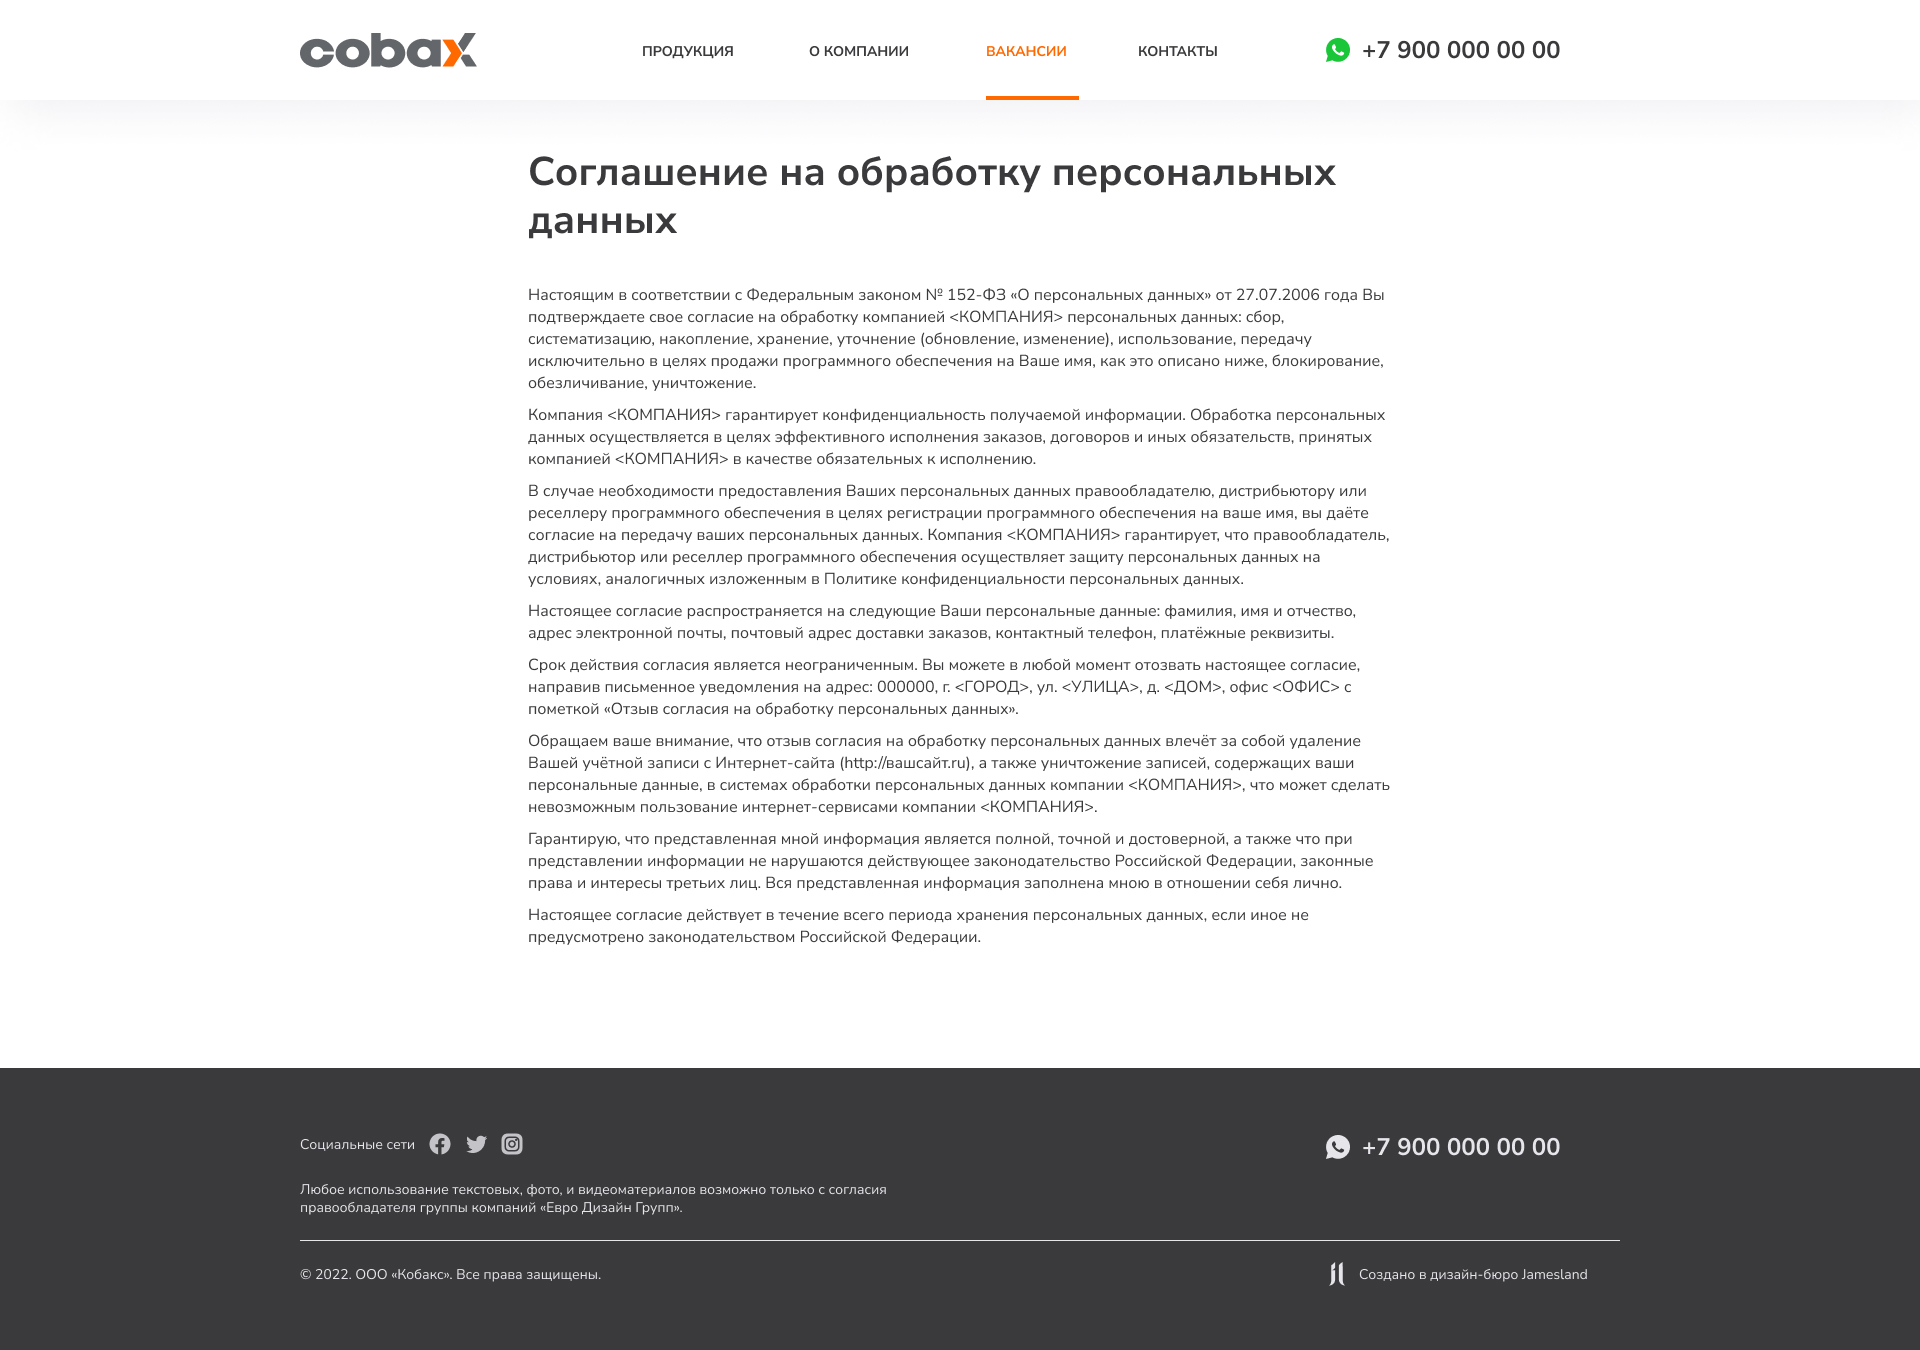 cobax
ПРОДУКЦИЯ
О КОМПАНИИ
ВАКАНСИИ
КОНТАКТЫ
+7 900 000 00 00
Соглашение на обработку персональных
данных
Настоящим в соответствии с Федеральным законом № 152-ФЗ «О персональных данных» от 27.07.2006 года Вы
подтверждаете свое согласие на обработку компанией <КОМПАНИЯ> персональных данных: сбор,
систематизацию, накопление, хранение, уточнение (обновление, изменение), использование, передачу
исключительно в целях продажи программного обеспечения на Ваше имя, как это описано ниже, блокирование,
обезличивание, уничтожение.
Компания <КОМПАНИЯ> гарантирует конфиденциальность получаемой информации. Обработка персональных
данных осуществляется в целях эффективного исполнения заказов, договоров и иных обязательств, принятых
компанией <КОМПАНИЯ> в качестве обязательных к исполнению.
В случае необходимости предоставления Ваших персональных данных правообладателю, дистрибьютору или
реселлеру программного обеспечения в целях регистрации программного обеспечения на ваше имя, вы даёте
согласие на передачу ваших персональных данных. Компания <КОМПАНИЯ> гарантирует, что правообладатель,
дистрибьютор или реселлер программного обеспечения осуществляет защиту персональных данных на
условиях, аналогичных изложенным в Политике конфиденциальности персональных данных.
Настоящее согласие распространяется на следующие Ваши персональные данные: фамилия, имя и отчество,
адрес электронной почты, почтовый адрес доставки заказов, контактный телефон, платёжные реквизиты.
Срок действия согласия является неограниченным. Вы можете в любой момент отозвать настоящее согласие,
направив письменное уведомления на адрес: 000000, г. <ГОРОД>, ул. <УЛИЦА>, д. <ДОМ>, офис <ОФИС> с
пометкой «Отзыв согласия на обработку персональных данных».
Обращаем ваше внимание, что отзыв согласия на обработку персональных данных влечёт за собой удаление
Вашей учётной записи с Интернет-сайта (http://вашсайт.ru), а также уничтожение записей, содержащих ваши
персональные данные, в системах обработки персональных данных компании <КОМПАНИЯ>, что может сделать
невозможным пользование интернет-сервисами компании <КОМПАНИЯ>.
Гарантирую, что представленная мной информация является полной, точной и достоверной, а также что при
представлении информации не нарушаются действующее законодательство Российской Федерации, законные
права и интересы третьих лиц. Вся представленная информация заполнена мною в отношении себя лично.
Настоящее согласие действует в течение всего периода хранения персональных данных, если иное не
предусмотрено законодательством Российской Федерации.
Социальные сети
+7 900 000 00 00
Любое использование текстовых, фото, и видеоматериалов возможно только с согласия
правообладателя группы компаний «Евро Дизайн Групп».
© 2022. ООО «Кобакс». Все права защищены.
Создано в дизайн-бюро Jamesland